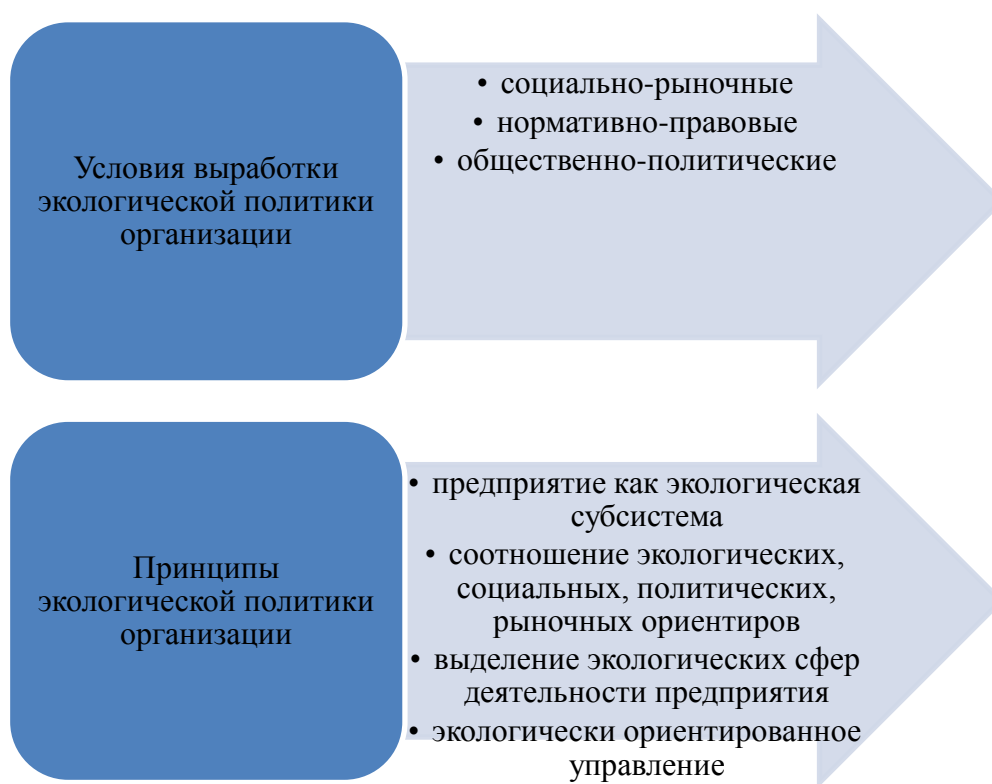 Условия выработки
экологической политики
организации
• социально-рыночные
• нормативно-правовые
• общественно-политические
Принципы
экологической политики
организации
• предприятие как экологическая
субсистема
• соотношение экологических,
социальных, политических,
рыночных ориентиров
• выделение экологических сфер
деятельности предприятия
• экологически ориентированное
управление